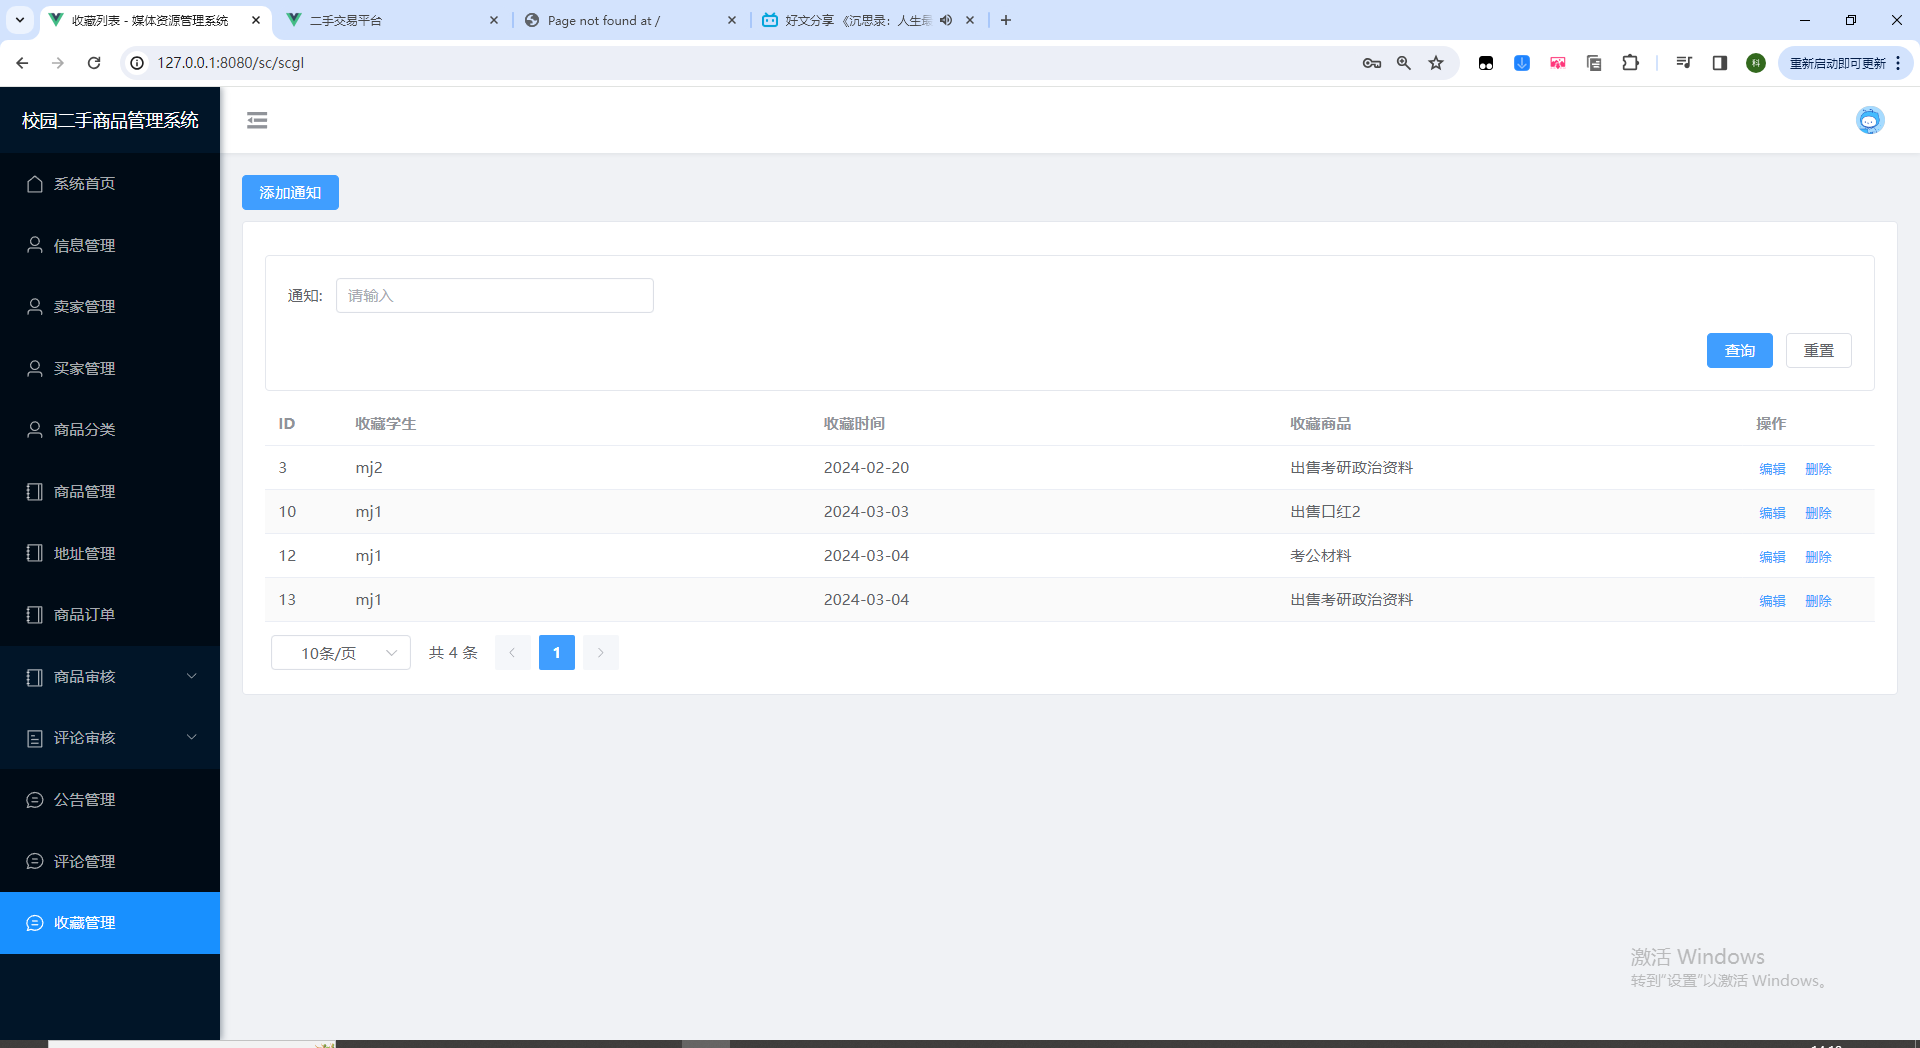 收藏列表 - 媒体资源管理系统
二手交易平台
Page not found at /
好文分享 《沉思录：人生最
127.0.0.1:8080/sc/scgl
科
重新启动即可更新
校园二手商品管理系统
系统首页
信息管理
卖家管理
买家管理
商品分类
商品管理
地址管理
商品订单
商品审核
评论审核
公告管理
评论管理
收藏管理
添加通知
通知:
请输入
查询
重置
ID 收藏学生 收藏时间 收藏商品 操作
3 mj2 2024-02-20 出售考研政治资料 编辑 删除
10 mj1 2024-03-03 出售口红2 编辑 删除
12 mj1 2024-03-04 考公材料 编辑 删除
13 mj1 2024-03-04 出售考研政治资料 编辑 删除
10条/页
共 4 条
1
激活 Windows
转到"设置"以激活 Windows。